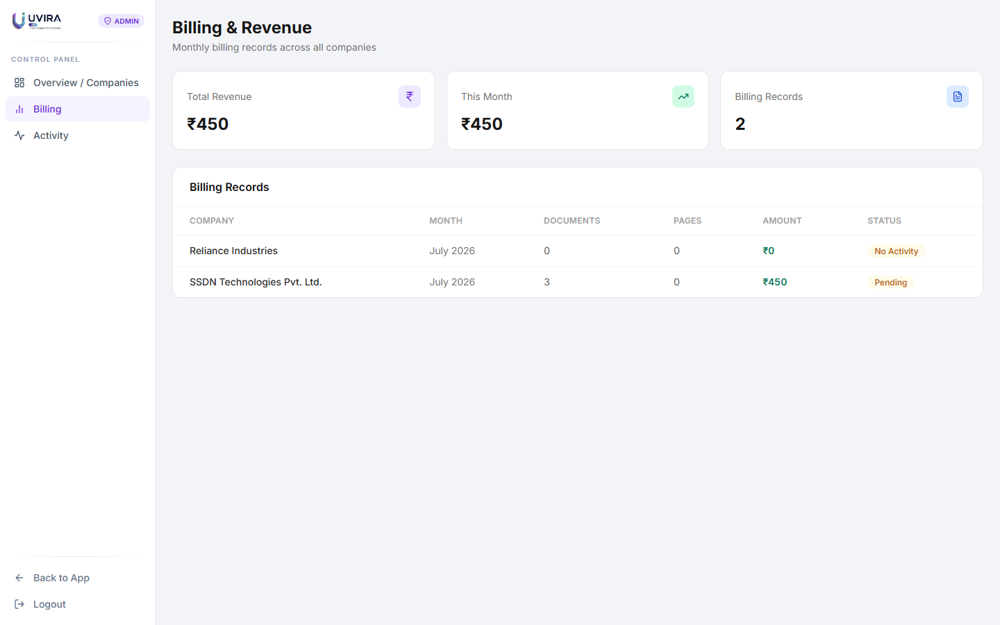 UVIRA
ADMIN
CONTROL PANEL
Overview / Companies
Billing
Activity
Back to App
Logout
Billing & Revenue
Monthly billing records across all companies
Total Revenue
₹
₹450
This Month
₹450
Billing Records
2
Billing Records
COMPANY MONTH DOCUMENTS PAGES AMOUNT STATUS
Reliance Industries July 2026 0 0 ₹0 No Activity
SSDN Technologies Pvt. Ltd. July 2026 3 0 ₹450 Pending